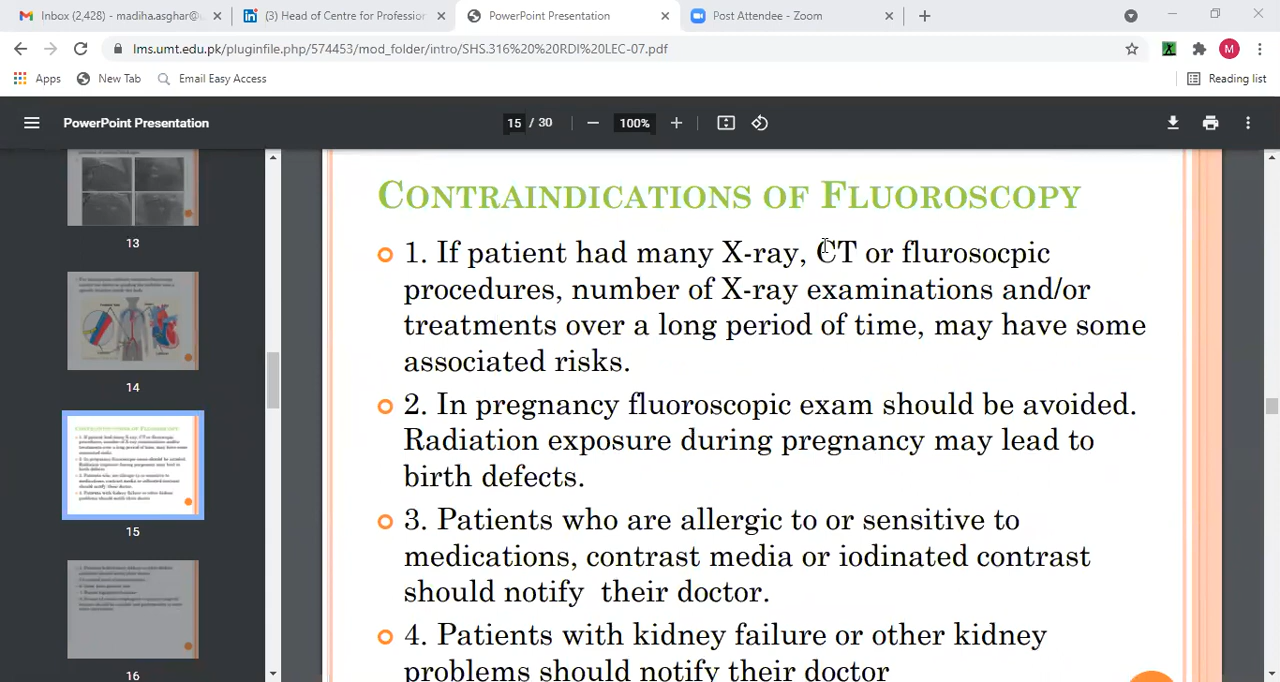 Inbox (2,428) - madiha.asghar@u
(3) Head of Centre for Profession
PowerPoint Presentation
Post Attendee - Zoom
lms.umt.edu.pk/pluginfile.php/574453/mod_folder/intro/SHS.316%20%20RDI%20LEC-07.pdf
M
Apps
New Tab
Email Easy Access
Reading list
PowerPoint Presentation
15 / 30
100%
13
14
15
16
CONTRAINDICATIONS OF FLUOROSCOPY
1. If patient had many X-ray, CT or flurosocpic
procedures, number of X-ray examinations and/or
treatments over a long period of time, may have some
associated risks.
2. In pregnancy fluoroscopic exam should be avoided.
Radiation exposure during pregnancy may lead to
birth defects.
3. Patients who are allergic to or sensitive to
medications, contrast media or iodinated contrast
should notify their doctor.
4. Patients with kidney failure or other kidney
problems should notify their doctor